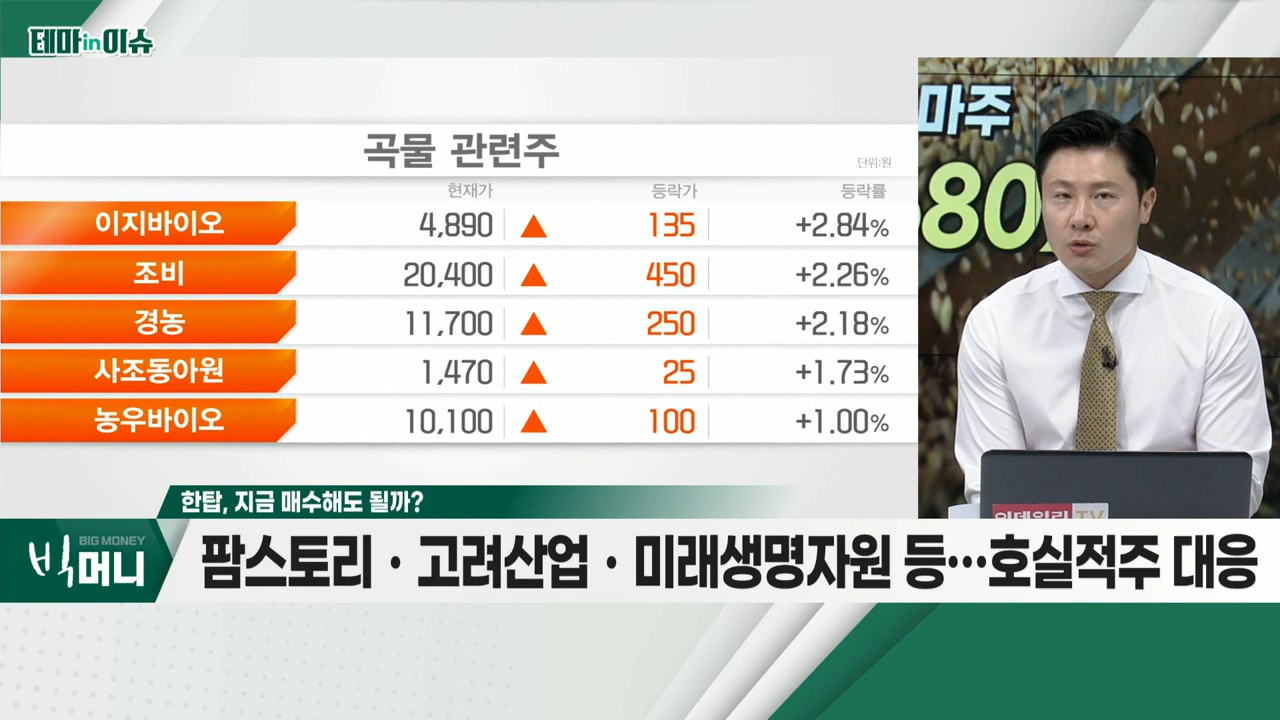 테마in이슈
곡물 관련주
단위:원
현재가 등락가 등락률
이지바이오 4,890 ▲ 135 +2.84%
조비 20,400 ▲ 450 +2.26%
경농 11,700 ▲ 250 +2.18%
사조동아원 1,470 ▲ 25 +1.73%
농우바이오 10,100 ▲ 100 +1.00%
마주
80
이데일리 TV
한탑, 지금 매수해도 될까?
BIG MONEY
빅머니
팜스토리·고려산업·미래생명자원 등…호실적주 대응